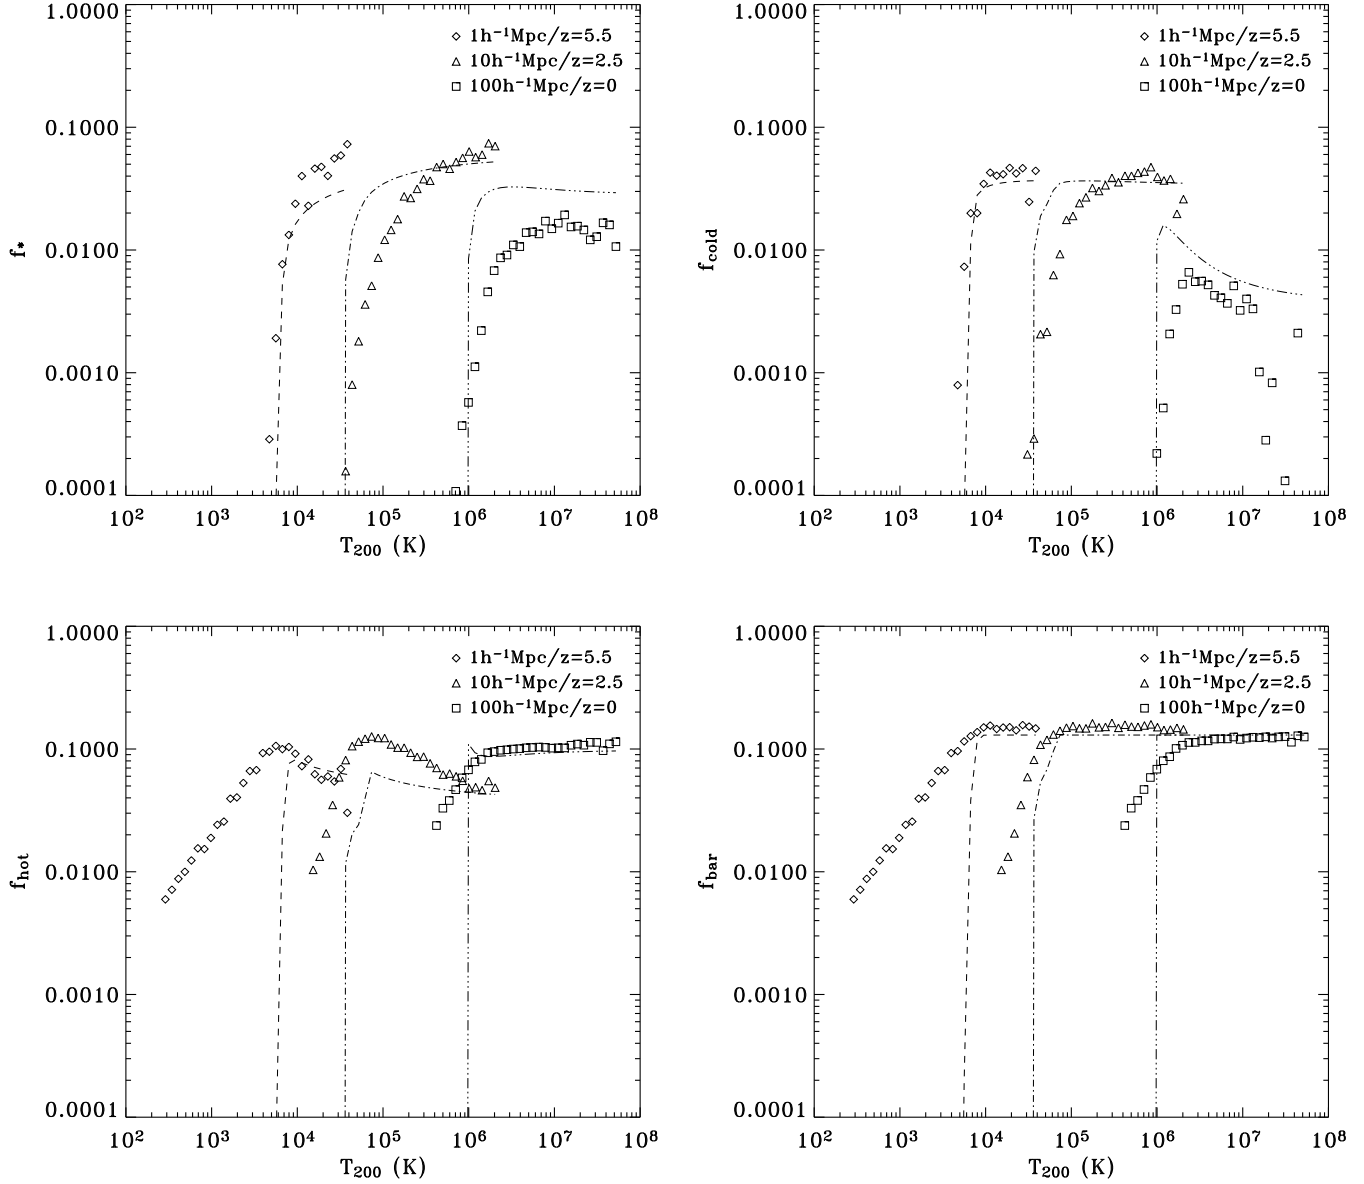 1.0000
0.1000
0.0100
0.0010
0.0001
f*
10² 10³ 10⁴ 10⁵ 10⁶ 10⁷ 10⁸
T₂₀₀ (K)
1h⁻¹Mpc/z=5.5
10h⁻¹Mpc/z=2.5
100h⁻¹Mpc/z=0
1.0000
0.1000
0.0100
0.0010
0.0001
f_cold
10² 10³ 10⁴ 10⁵ 10⁶ 10⁷ 10⁸
T₂₀₀ (K)
1h⁻¹Mpc/z=5.5
10h⁻¹Mpc/z=2.5
100h⁻¹Mpc/z=0
1.0000
0.1000
0.0100
0.0010
0.0001
f_hot
10² 10³ 10⁴ 10⁵ 10⁶ 10⁷ 10⁸
T₂₀₀ (K)
1h⁻¹Mpc/z=5.5
10h⁻¹Mpc/z=2.5
100h⁻¹Mpc/z=0
1.0000
0.1000
0.0100
0.0010
0.0001
f_bar
10² 10³ 10⁴ 10⁵ 10⁶ 10⁷ 10⁸
T₂₀₀ (K)
1h⁻¹Mpc/z=5.5
10h⁻¹Mpc/z=2.5
100h⁻¹Mpc/z=0